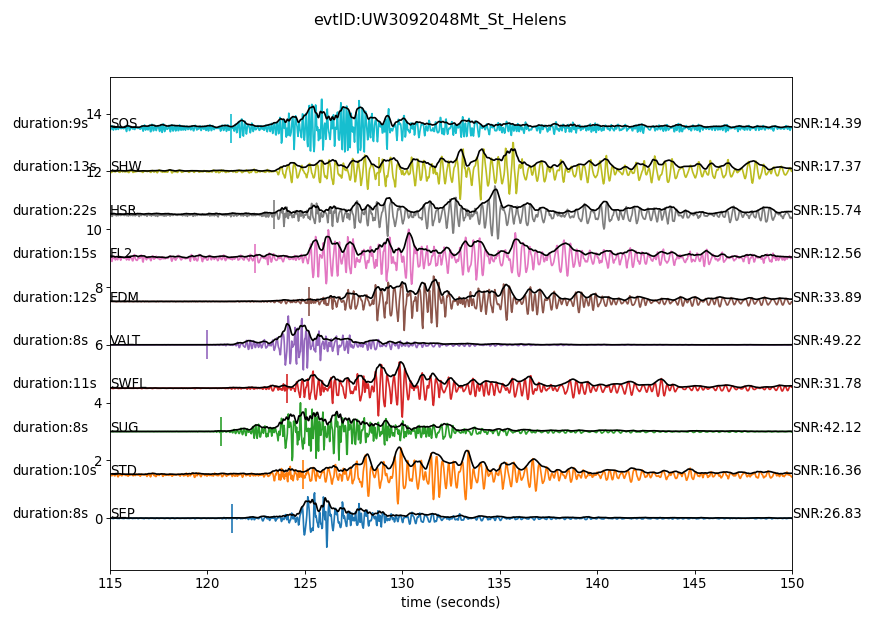 evtID:UW3092048Mt_St_Helens
14
duration:9s SOS SNR:14.39
duration:13s SHW SNR:17.37
12
duration:22s HSR SNR:15.74
10
duration:15s FL2 SNR:12.56
8
duration:12s EDM SNR:33.89
duration:8s VALT SNR:49.22
6
duration:11s SWFL SNR:31.78
4
duration:8s SUG SNR:42.12
2
duration:10s STD SNR:16.36
duration:8s SEP SNR:26.83
0
115 120 125 130 135 140 145 150
time (seconds)